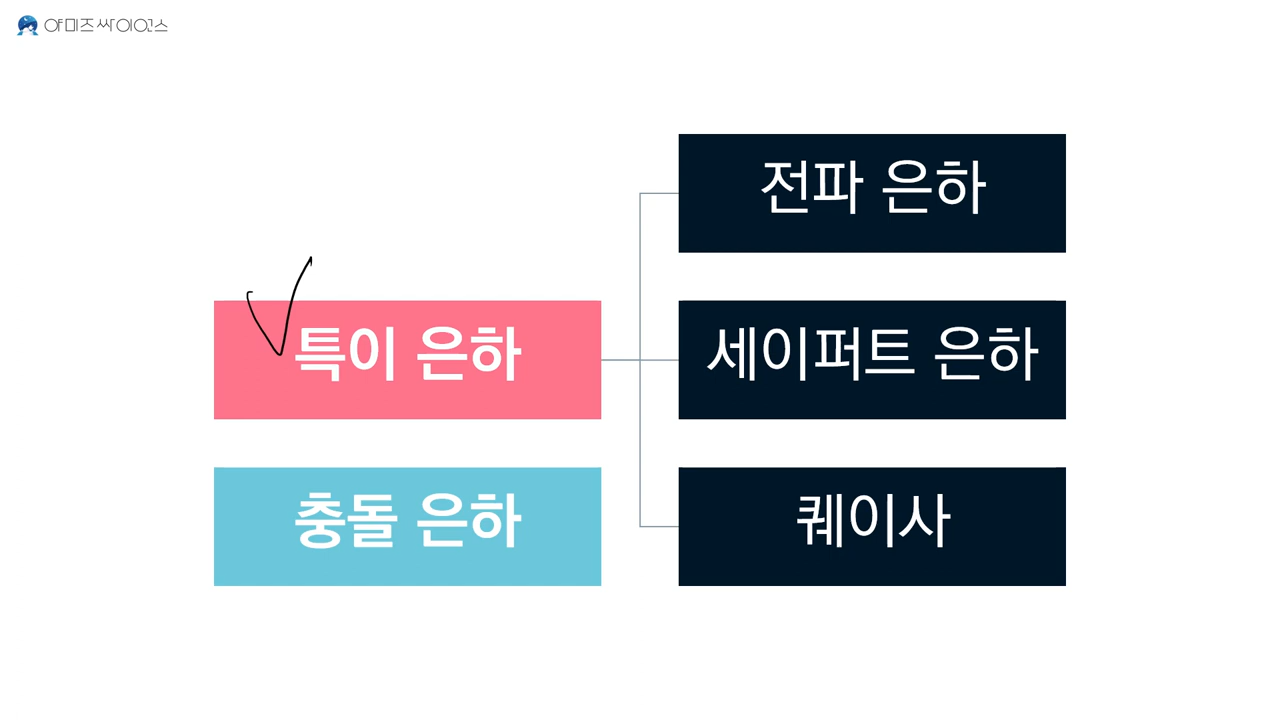 야미즈 싸이언스
전파 은하
특이 은하
세이퍼트 은하
충돌 은하
퀘이사